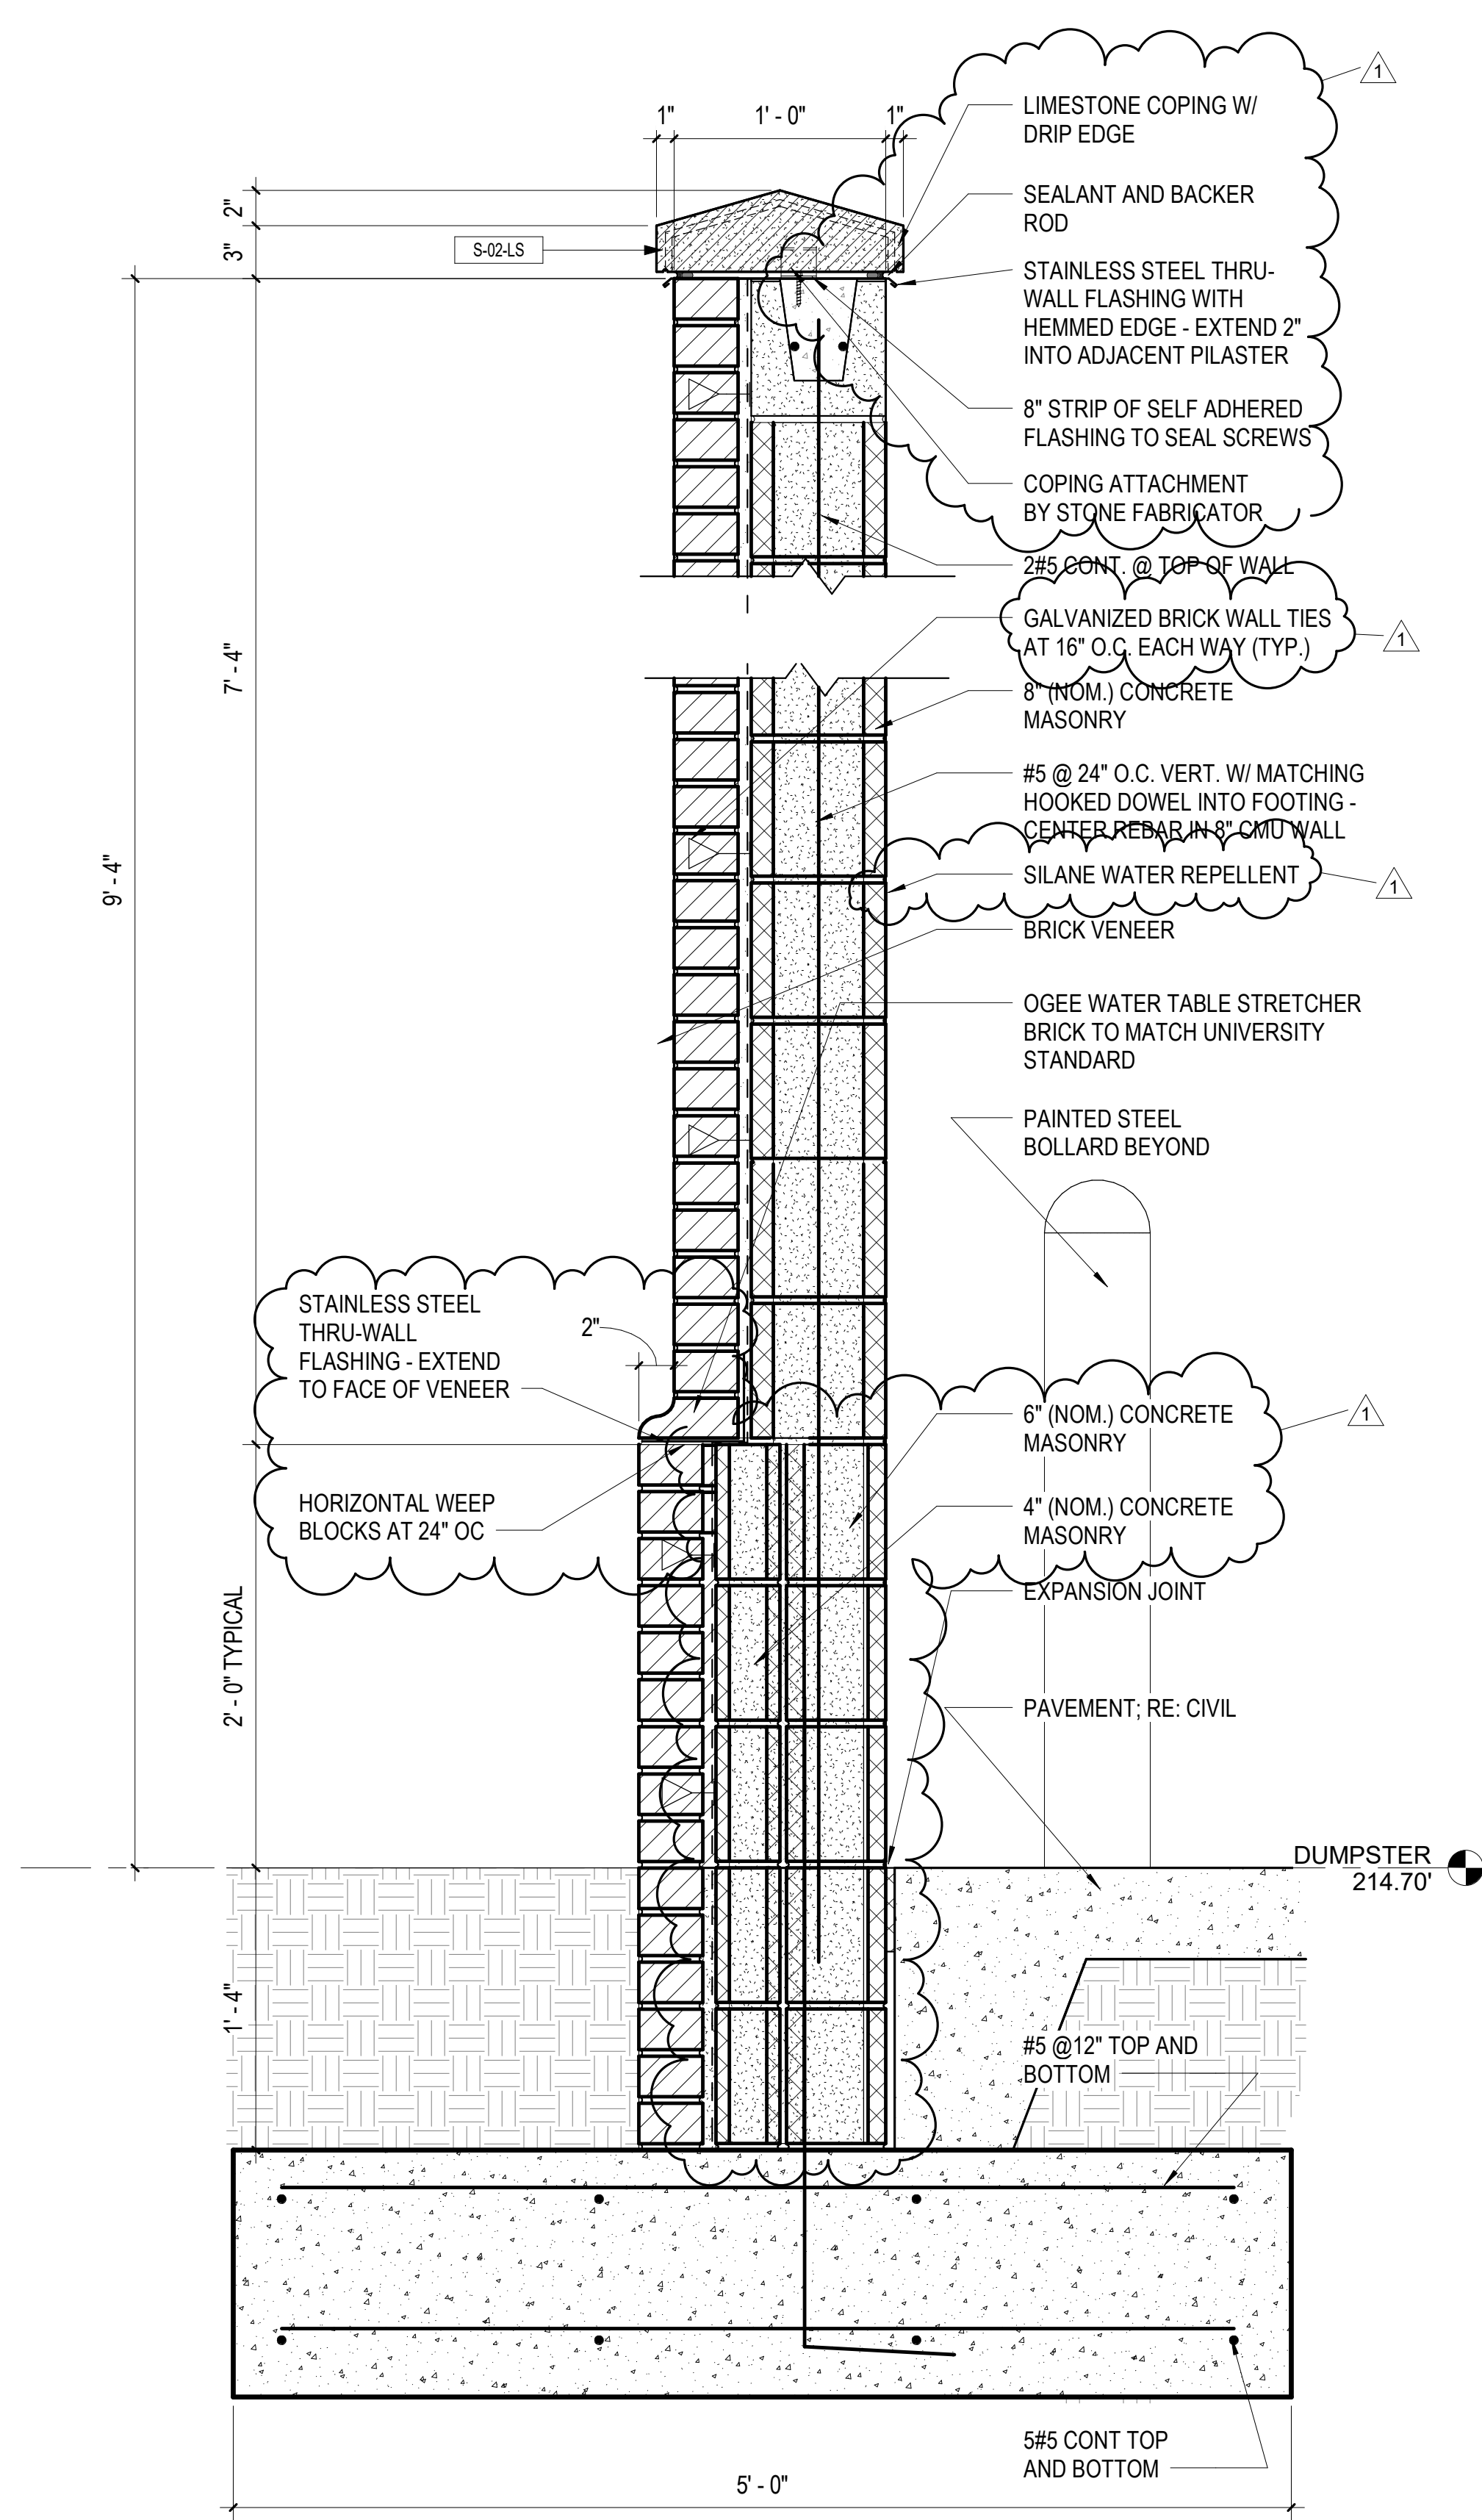 1"
1' - 0"
1"
1
LIMESTONE COPING W/
DRIP EDGE
2"
3"
S-02-LS
SEALANT AND BACKER
ROD
STAINLESS STEEL THRU-
WALL FLASHING WITH
HEMMED EDGE - EXTEND 2"
INTO ADJACENT PILASTER
8" STRIP OF SELF ADHERED
FLASHING TO SEAL SCREWS
COPING ATTACHMENT
BY STONE FABRICATOR
2#5 CONT. @ TOP OF WALL
GALVANIZED BRICK WALL TIES
AT 16" O.C. EACH WAY (TYP.)
1
7' - 4"
8" (NOM.) CONCRETE
MASONRY
#5 @ 24" O.C. VERT. W/ MATCHING
HOOKED DOWEL INTO FOOTING -
CENTER REBAR IN 8" CMU WALL
9' - 4"
SILANE WATER REPELLENT
1
BRICK VENEER
OGEE WATER TABLE STRETCHER
BRICK TO MATCH UNIVERSITY
STANDARD
PAINTED STEEL
BOLLARD BEYOND
STAINLESS STEEL
THRU-WALL
FLASHING - EXTEND
TO FACE OF VENEER
2"
6" (NOM.) CONCRETE
MASONRY
1
HORIZONTAL WEEP
BLOCKS AT 24" OC
4" (NOM.) CONCRETE
MASONRY
EXPANSION JOINT
2' - 0" TYPICAL
PAVEMENT; RE: CIVIL
DUMPSTER
214.70'
1' - 4"
#5 @12" TOP AND
BOTTOM
5#5 CONT TOP
AND BOTTOM
5' - 0"